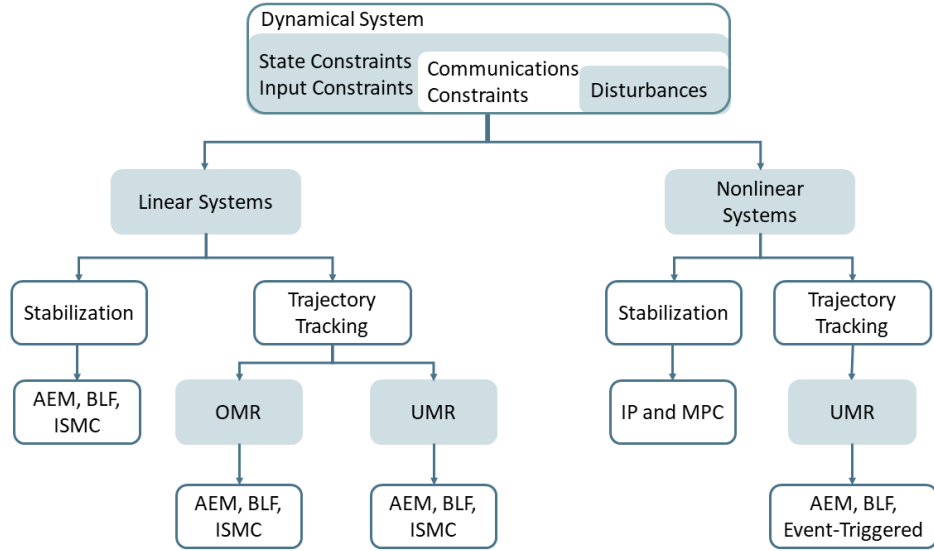 Dynamical System
State Constraints
Input Constraints
Communications
Constraints
Disturbances
Linear Systems
Nonlinear
Systems
Stabilization
Trajectory
Tracking
Stabilization
Trajectory
Tracking
AEM, BLF,
ISMC
OMR
UMR
IP and MPC
UMR
AEM, BLF,
ISMC
AEM, BLF,
ISMC
AEM, BLF,
Event-Triggered